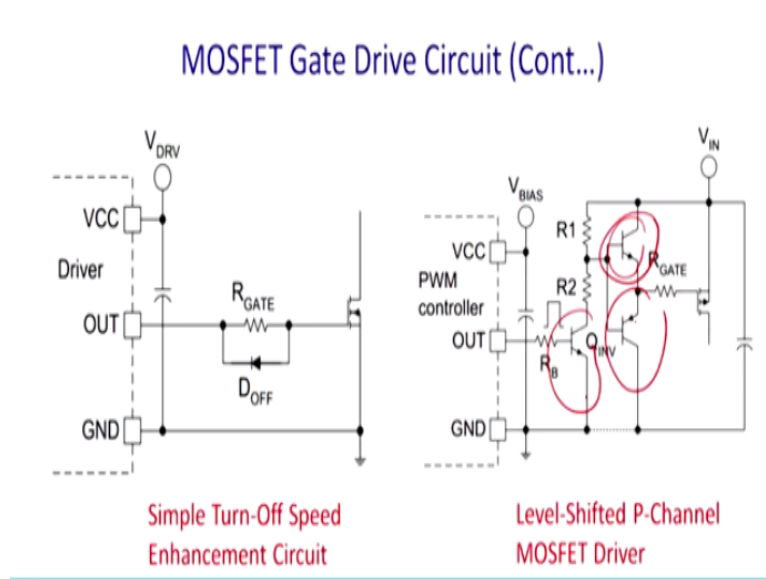 MOSFET Gate Drive Circuit (Cont...)
VDRV
VCC
Driver
RGATE
OUT
DOFF
GND
Simple Turn-Off Speed
Enhancement Circuit
VIN
VBIAS
R1
VCC
RGATE
PWM
R2
controller
OUT
QINV
RB
GND
Level-Shifted P-Channel
MOSFET Driver